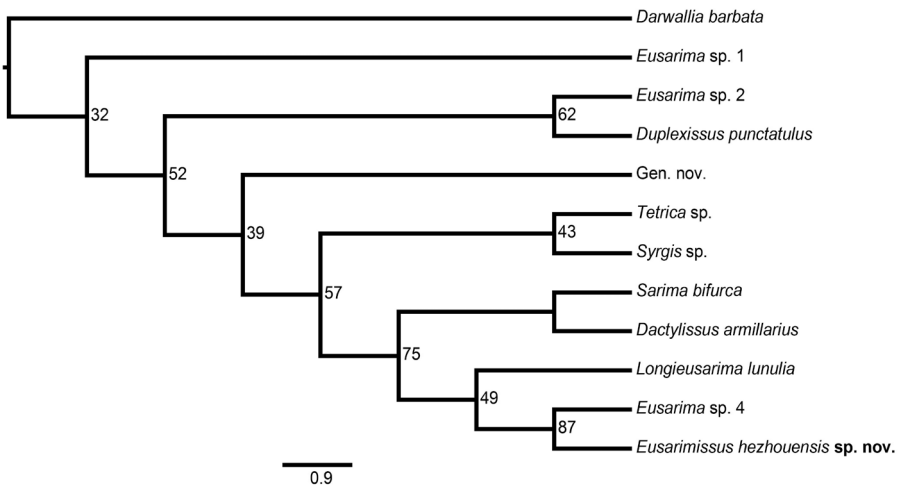 Darwallia barbata
Eusarima sp. 1
32
Eusarima sp. 2
62
Duplexissus punctatulus
52
Gen. nov.
39
Tetrica sp.
43
Syrgis sp.
57
Sarima bifurca
Dactylissus armillarius
75
Longieusarima lunulia
49
Eusarima sp. 4
87
Eusarimissus hezhouensis sp. nov.
0.9